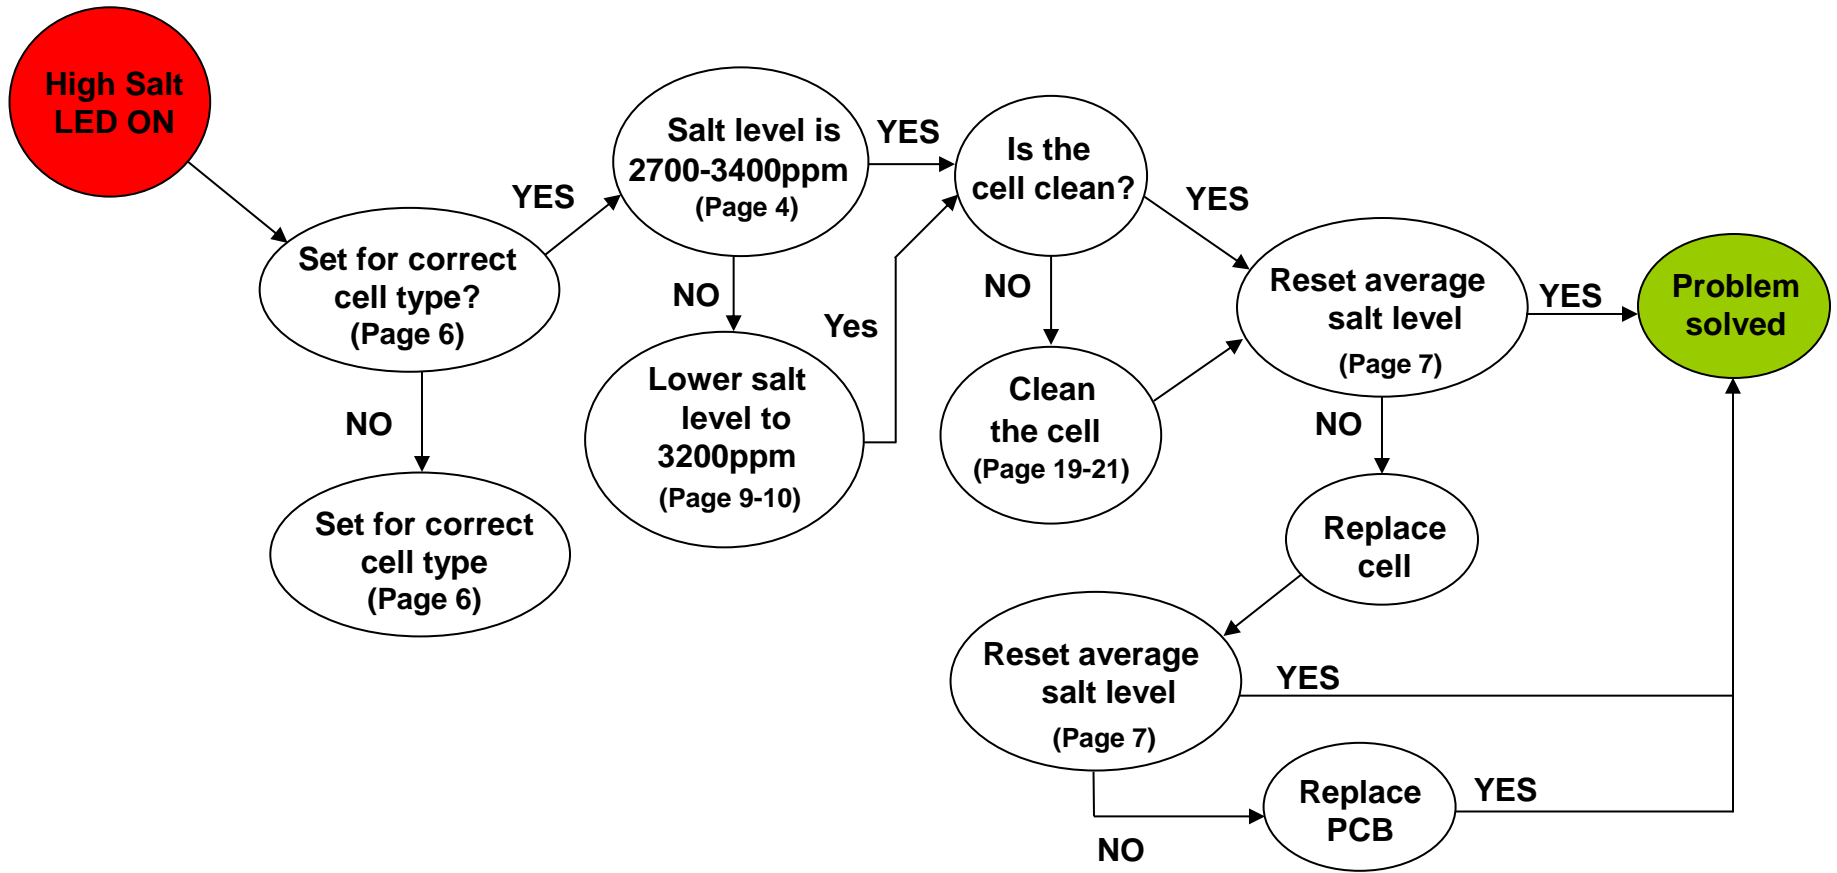 High Salt
LED ON
Set for correct
cell type?
(Page 6)
YES
NO
Set for correct
cell type
(Page 6)
Salt level is
2700-3400ppm
(Page 4)
YES
NO
Lower salt
level to
3200ppm
(Page 9-10)
Yes
Is the
cell clean?
YES
NO
Clean
the cell
(Page 19-21)
Reset average
salt level
(Page 7)
YES
NO
Problem
solved
Replace
cell
Reset average
salt level
(Page 7)
YES
NO
Replace
PCB
YES